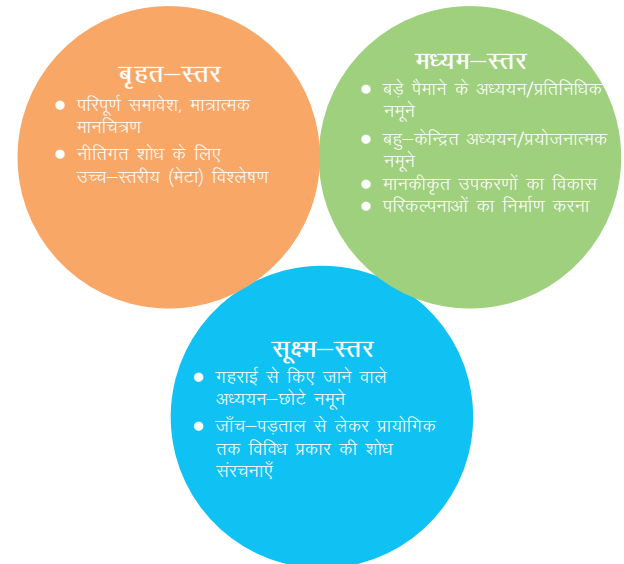 बृहत–स्तर
● परिपूर्ण समावेश, मात्रात्मक
मानचित्रण
● नीतिगत शोध के लिए
उच्च–स्तरीय (मेटा) विश्लेषण
मध्यम–स्तर
● बड़े पैमाने के अध्ययन/प्रतिनिधिक
नमूने
● बहु–केन्द्रित अध्ययन/प्रयोजनात्मक
नमूने
● मानकीकृत उपकरणों का विकास
● परिकल्पनाओं का निर्माण करना
सूक्ष्म–स्तर
● गहराई से किए जाने वाले
अध्ययन–छोटे नमूने
● जाँच–पड़ताल से लेकर प्रायोगिक
तक विविध प्रकार की शोध
संरचनाएँ